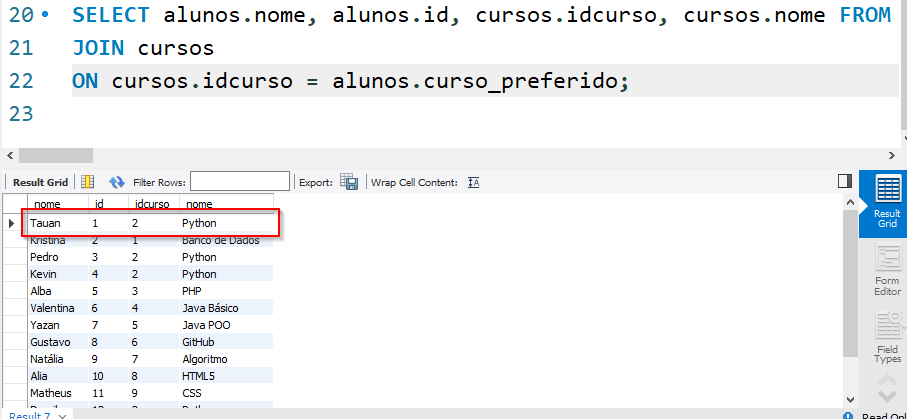 20 SELECT alunos.nome, alunos.id, cursos.idcurso, cursos.nome FROM
21 JOIN cursos
22 ON cursos.idcurso = alunos.curso_preferido;
23
Result Grid Filter Rows: Export: Wrap Cell Content:
nome id idcurso nome
Tauan 1 2 Python
Kristina 2 1 Banco de Dados
Pedro 3 2 Python
Kevin 4 2 Python
Alba 5 3 PHP
Valentina 6 4 Java Básico
Yazan 7 5 Java POO
Gustavo 8 6 GitHub
Natália 9 7 Algoritmo
Alia 10 8 HTML5
Matheus 11 9 CSS
Result 7
Result
Grid
Form
Editor
Field
Types
Read Onl